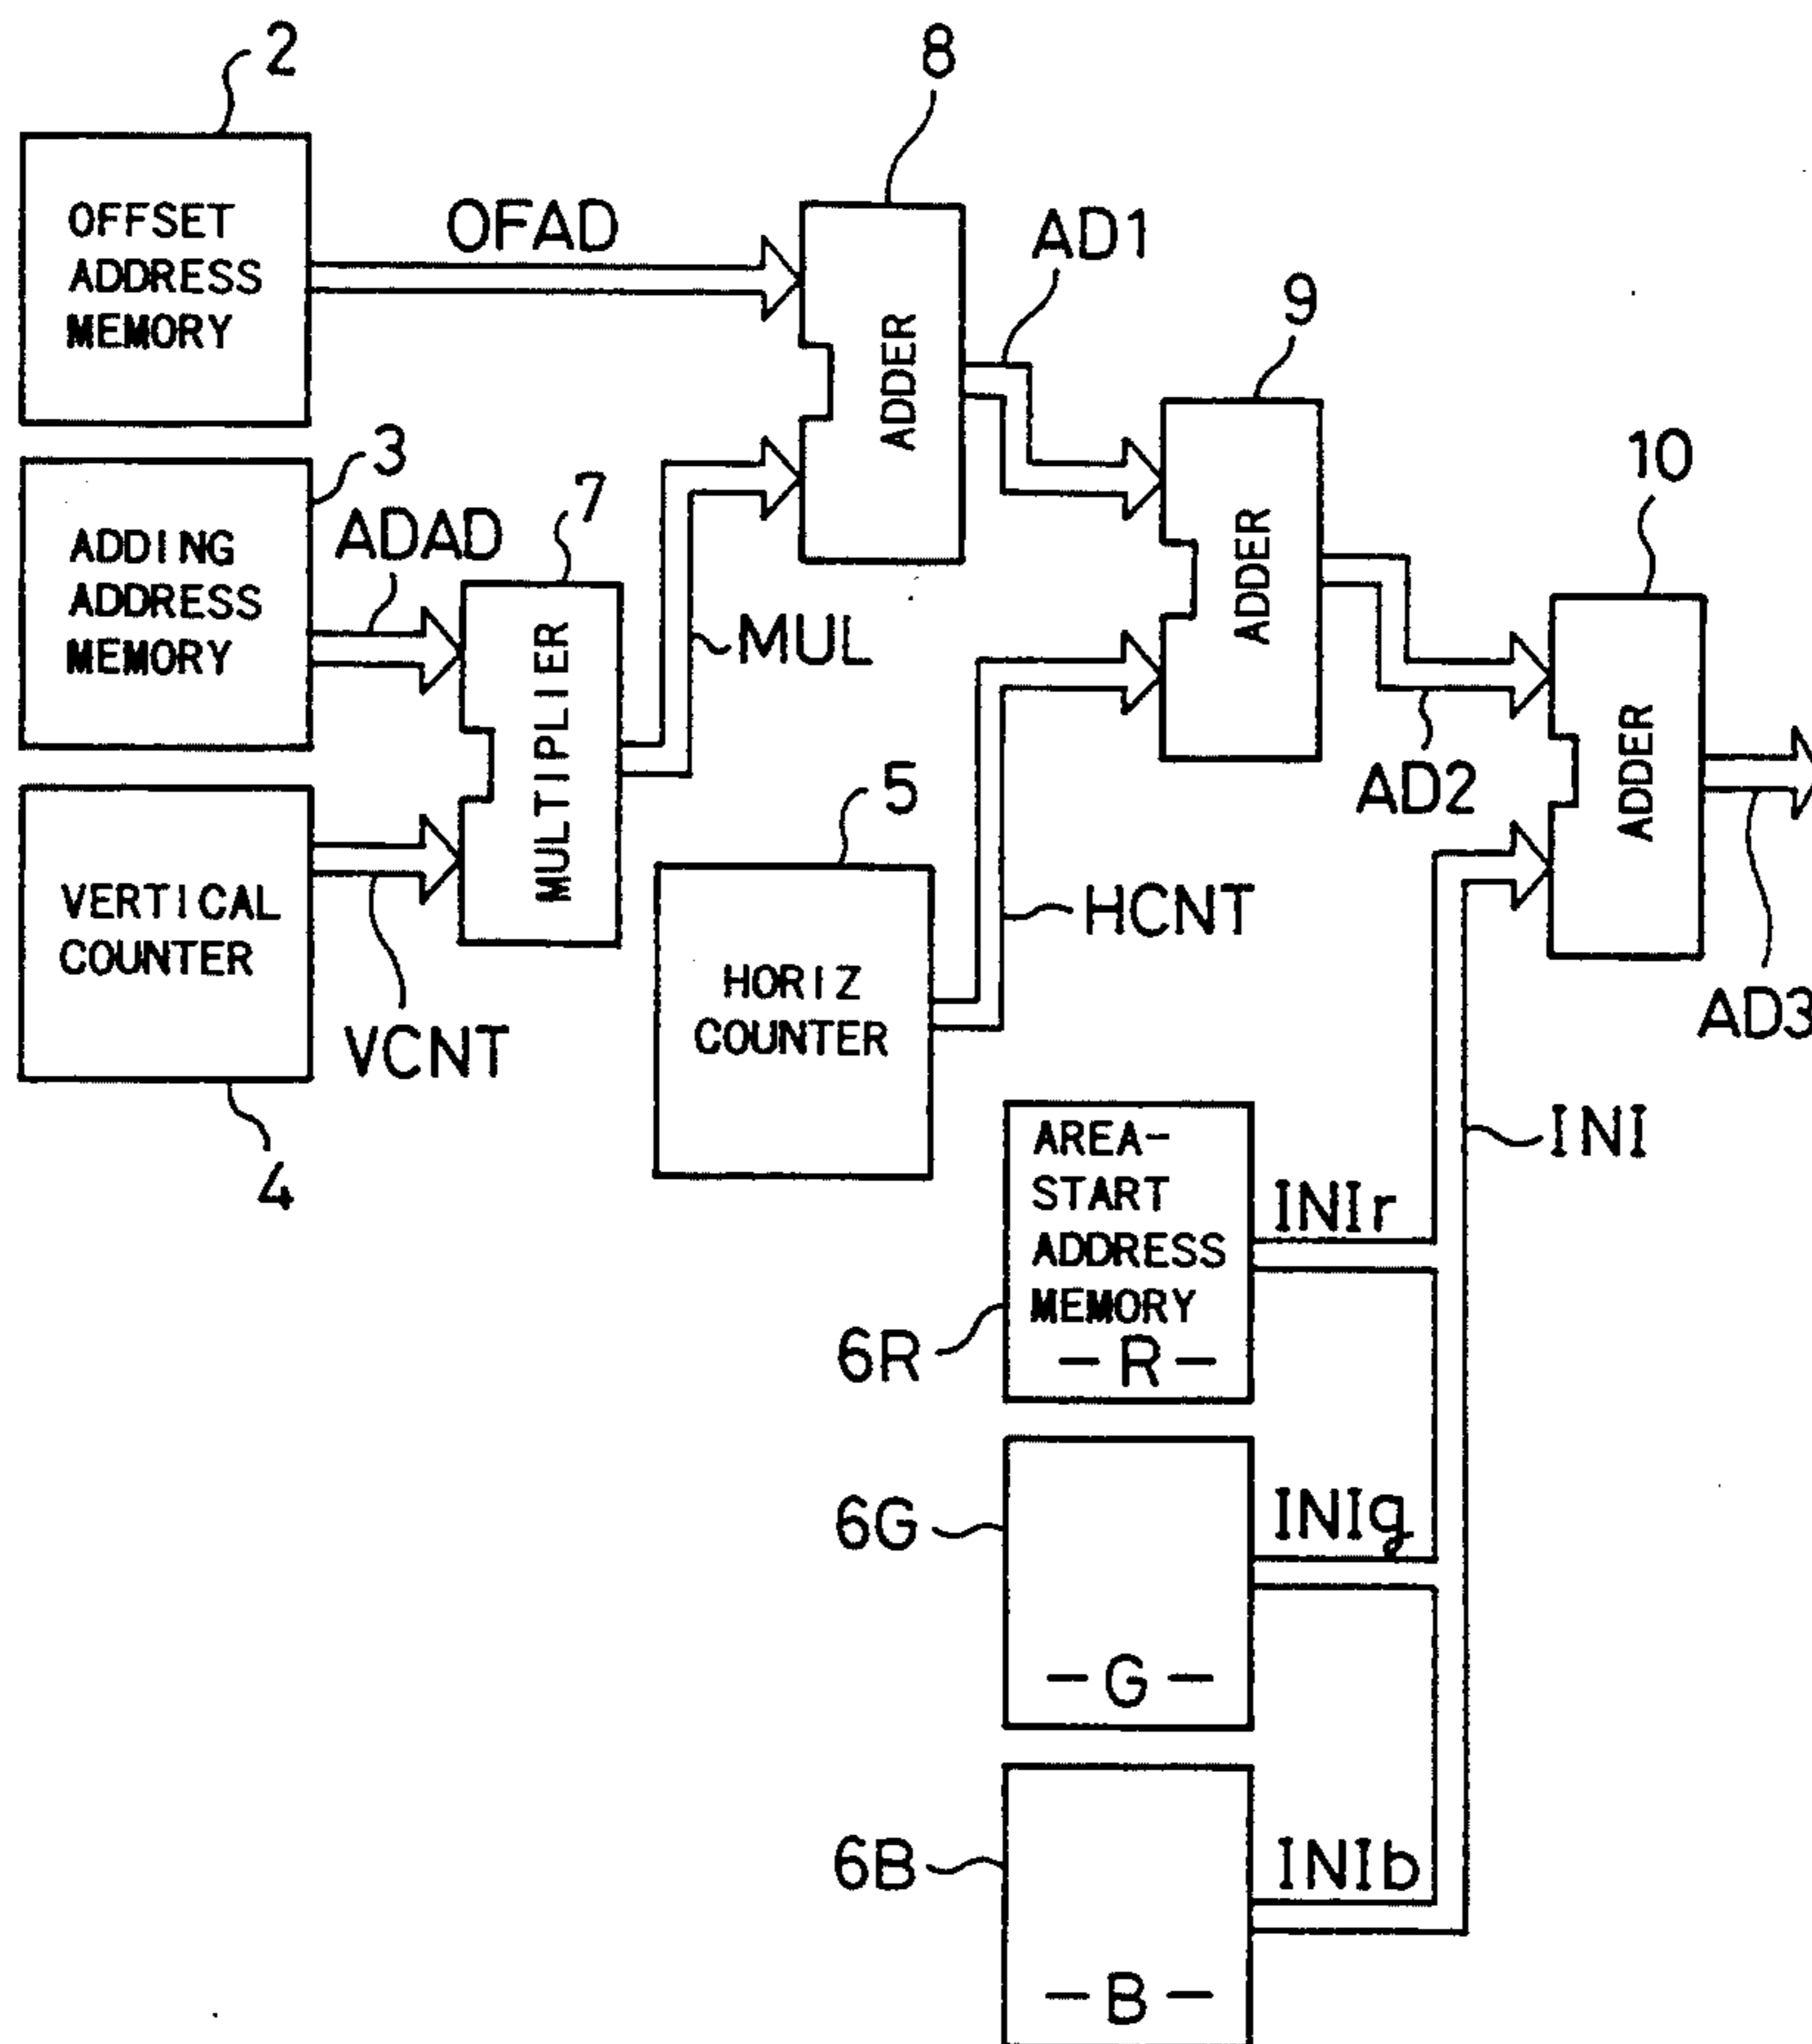 2
8
OFFSET
ADDRESS
MEMORY
OFAD
ADDER
AD1
9
3
ADDING
ADDRESS
MEMORY
ADAD
7
MULTIPLIER
MUL
ADDER
10
VERTICAL
COUNTER
VCNT
4
5
HORIZ
COUNTER
HCNT
AD2
ADDER
AD3
AREA-
START
ADDRESS
MEMORY
-R-
6R
INIr
INI
6G
INIg
-G-
6B
INIb
-B-